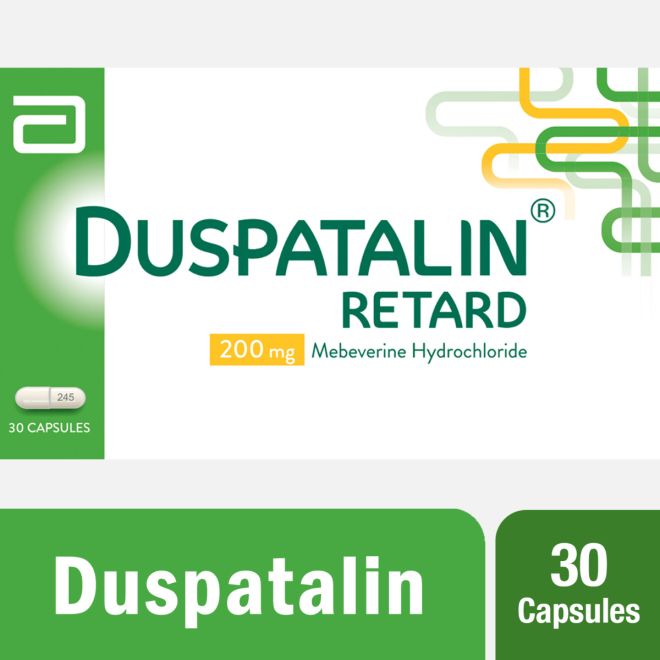 DUSPATALIN®
RETARD
200 mg Mebeverine Hydrochloride
245
30 CAPSULES
Duspatalin
30
Capsules